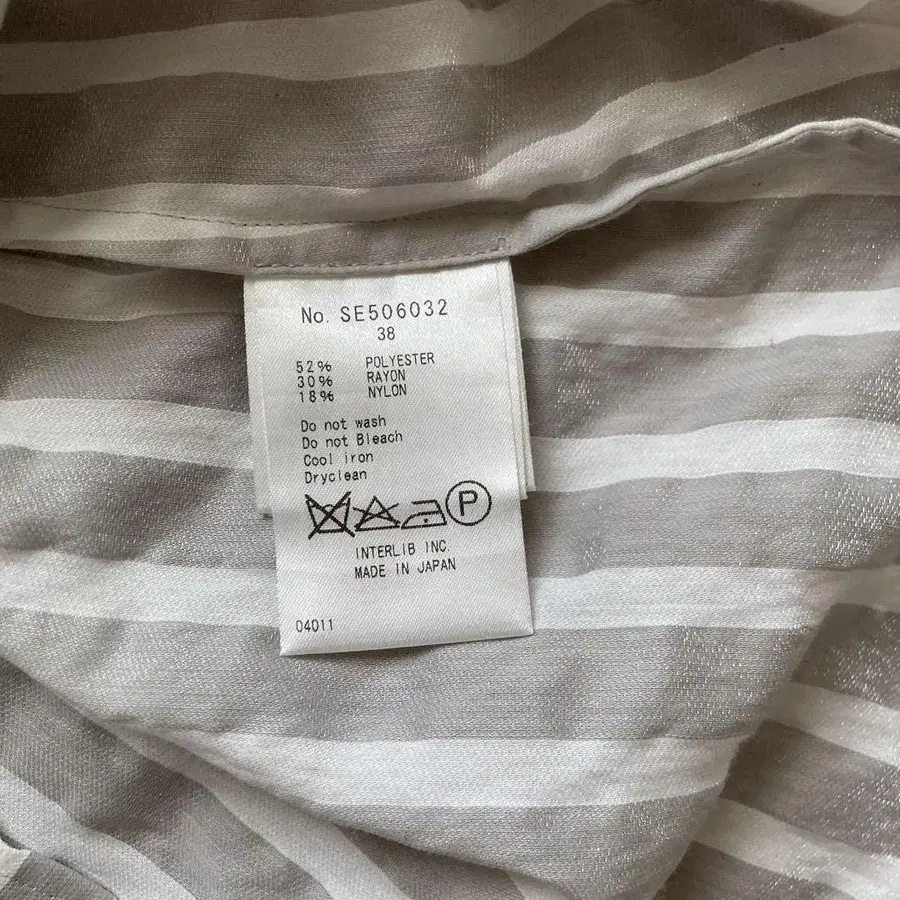 No. SE506032
38
52% POLYESTER
30% RAYON
18% NYLON
Do not wash
Do not Bleach
Cool iron
Dryclean
P
INTERLIB INC.
MADE IN JAPAN
04011